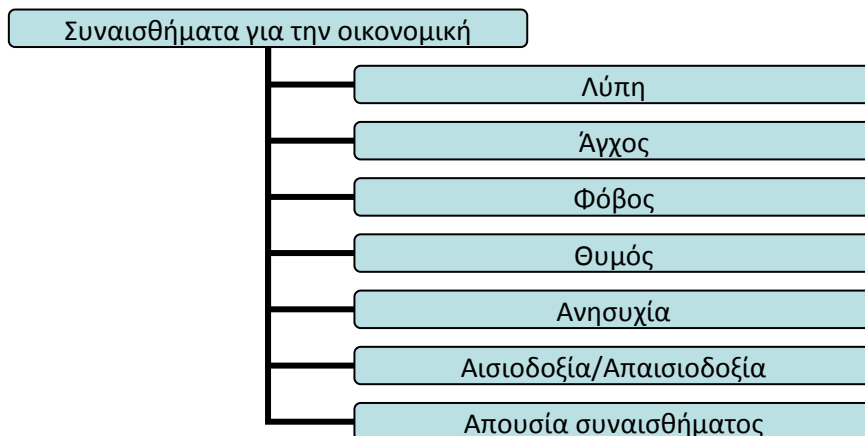 Συναισθήματα για την οικονομική
Λύπη
Άγχος
Φόβος
Θυμός
Ανησυχία
Αισιοδοξία/Απαισιοδοξία
Απουσία συναισθήματος